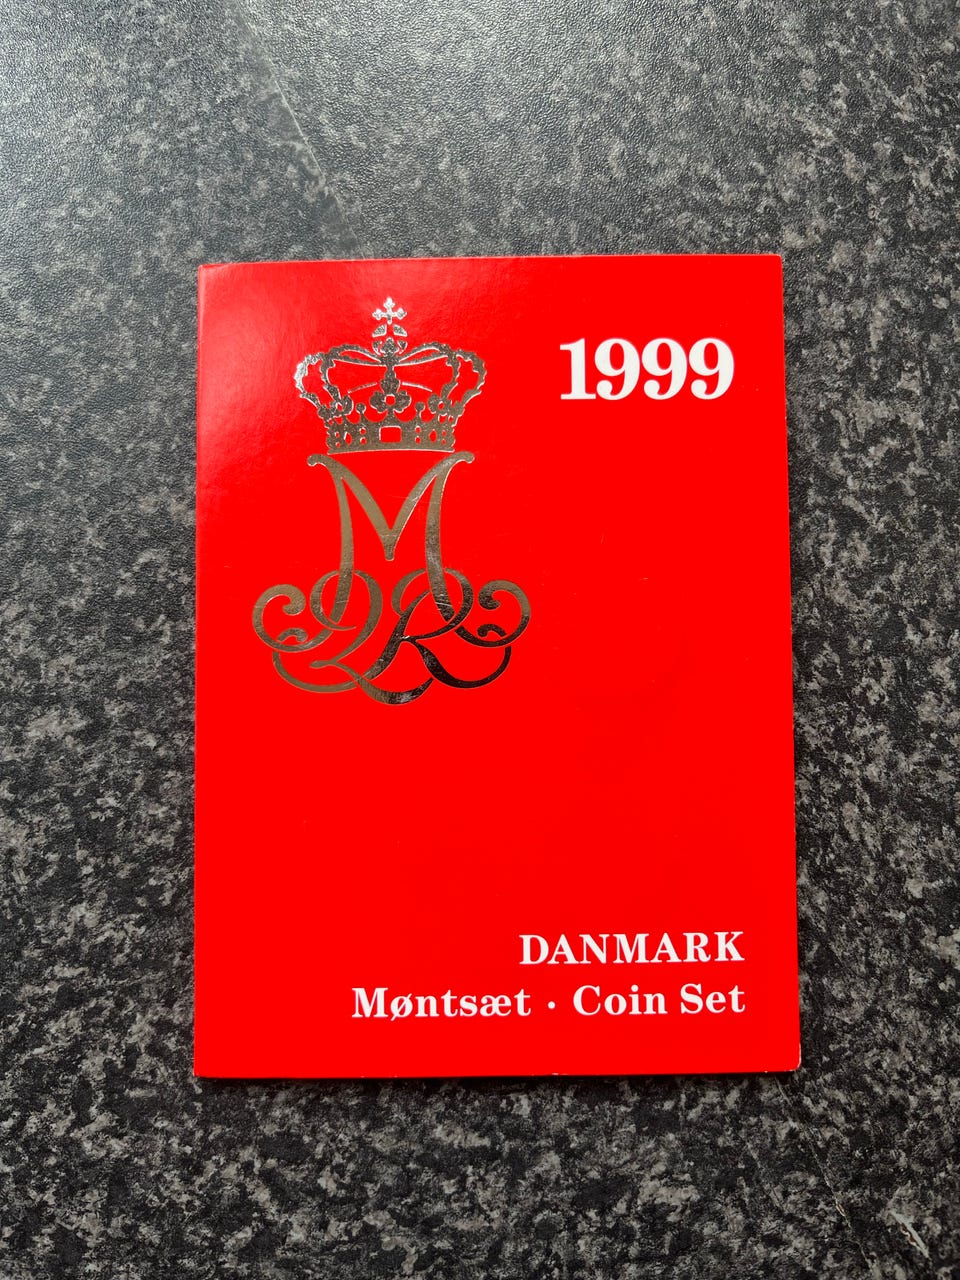 1999
DANMARK
Møntsæt · Coin Set